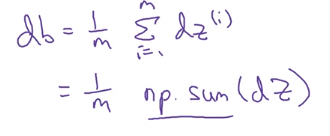 db = 1/m Σ_{i=1}^{m} dz^{(i)}
= 1/m np.sum(dZ)